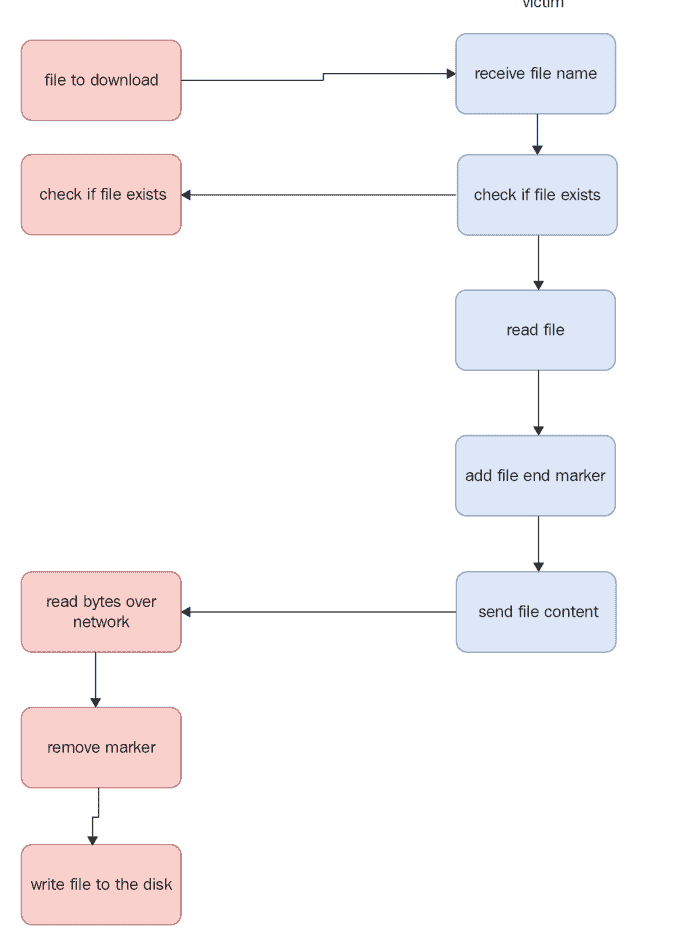 victim
file to download
receive file name
check if file exists
check if file exists
read file
add file end marker
read bytes over
network
send file content
remove marker
write file to the disk